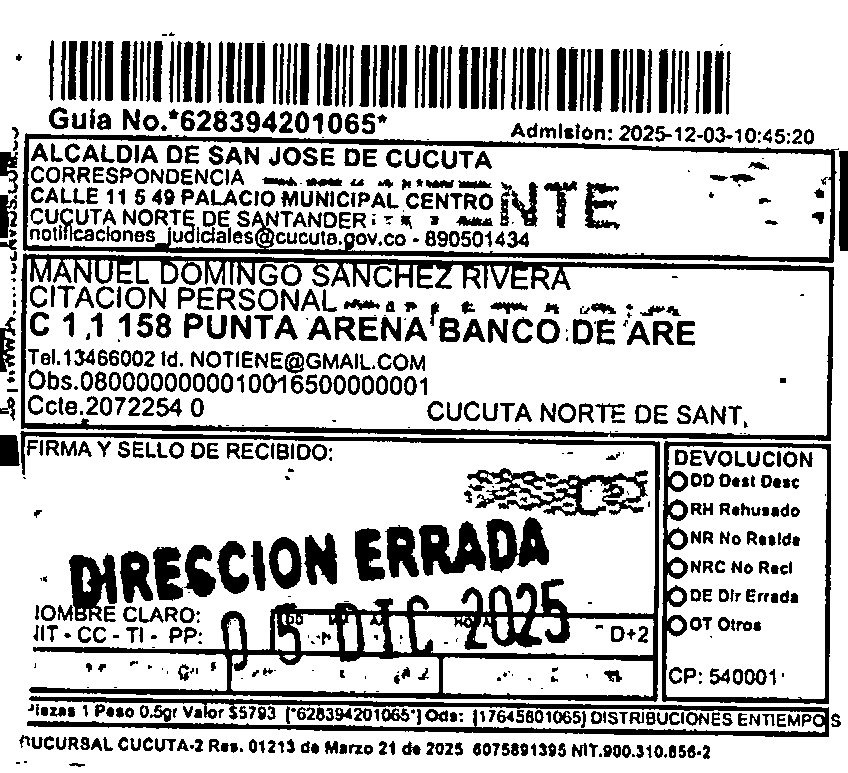 Guia No.*628394201065*
Admision: 2025-12-03-10:45:20
ALCALDIA DE SAN JOSE DE CUCUTA
CORRESPONDENCIA
CALLE 11 5 49 PALACIO MUNICIPAL CENTRO
CUCUTA NORTE DE SANTANDER
notificaciones_judiciales@cucuta.gov.co - 890501434
MANUEL DOMINGO SANCHEZ RIVERA
CITACION PERSONAL
C 1,1 158 PUNTA ARENA BANCO DE ARE
Tel.13466002 Id. NOTIENE@GMAIL.COM
Obs.08000000000010016500000001
Ccte.2072254 0 CUCUTA NORTE DE SANT,
FIRMA Y SELLO DE RECIBIDO:
DIRECCION ERRADA
05 DIC 2025
IOMBRE CLARO:
IIT - CC - TI - PP:
D+2
DEVOLUCION
DD Dest Desc
RH Rehusado
NR No Reside
NRC No Recl
DE Dir Errada
OT Otros
CP: 540001
Piezas 1 Peso 0.5gr Valor $5793 [*628394201065*] Ods: [17645801065] DISTRIBUCIONES ENTIEMPO S
SUCURSAL CUCUTA-2 Res. 01213 de Marzo 21 de 2025 6075891395 NIT.900.310.856-2